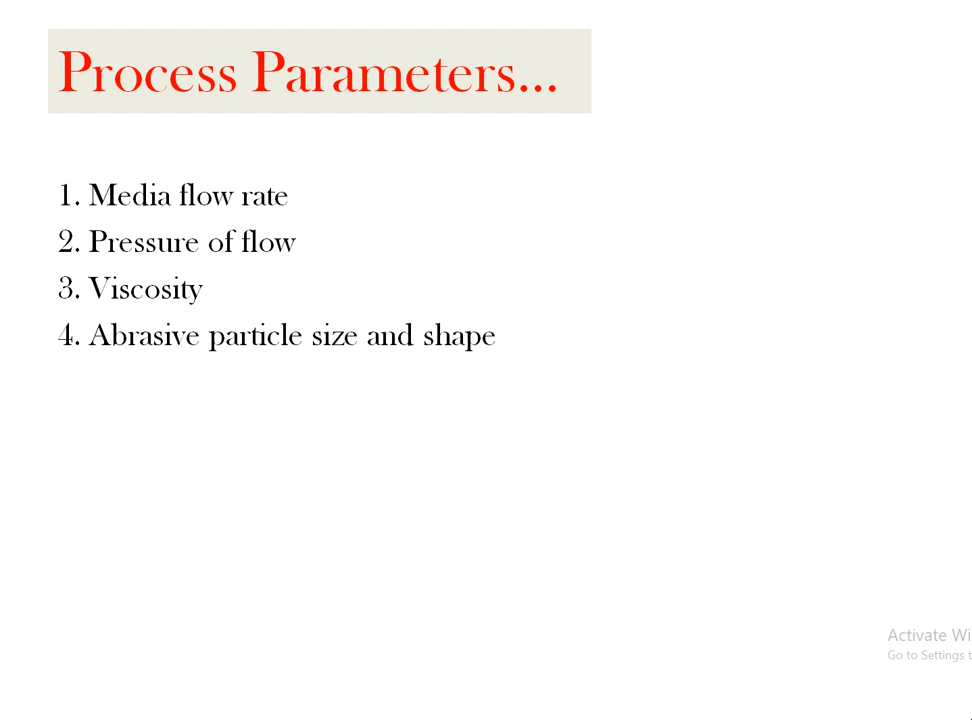 Process Parameters...
1. Media flow rate
2. Pressure of flow
3. Viscosity
4. Abrasive particle size and shape
Activate Wi
Go to Settings t